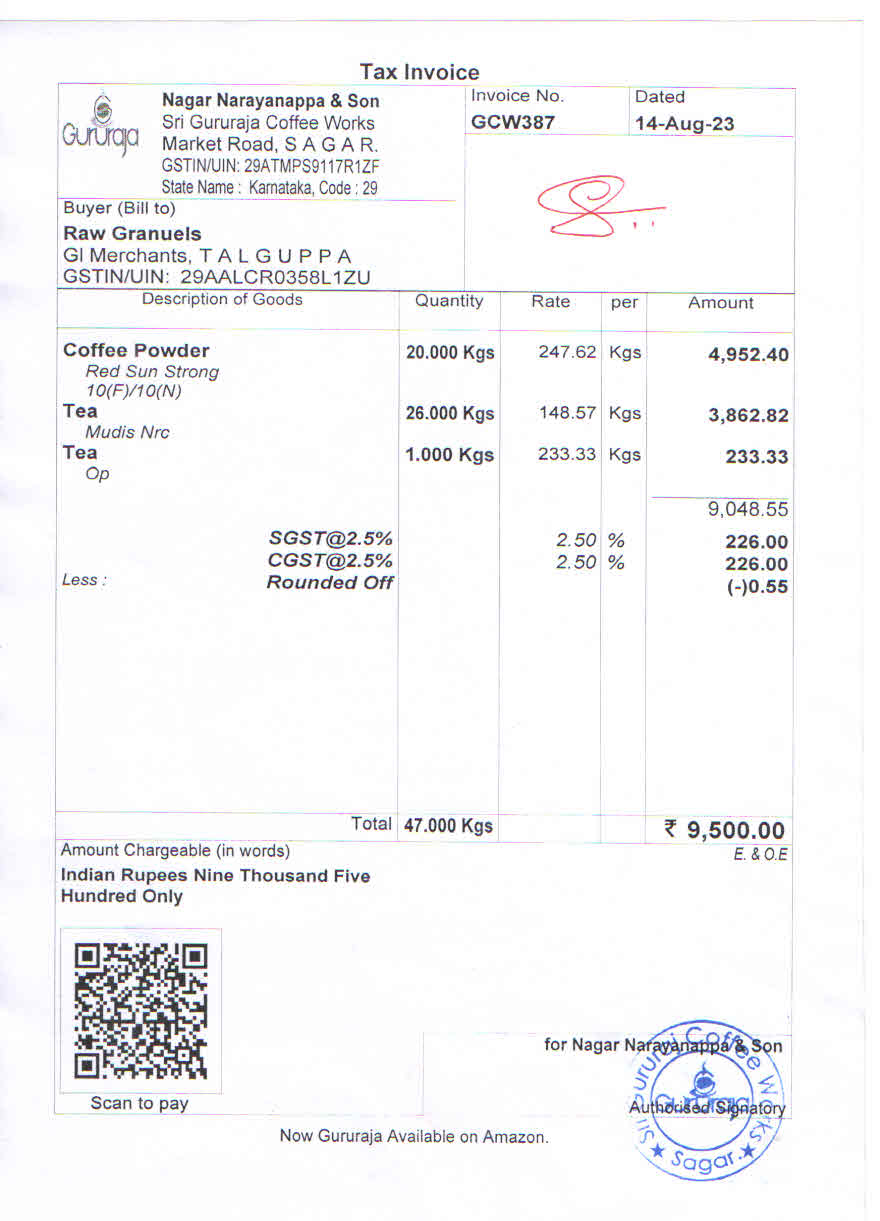 Tax Invoice
Gururaja
Nagar Narayanappa & Son
Sri Gururaja Coffee Works
Market Road, S A G A R.
GSTIN/UIN: 29ATMPS9117R1ZF
State Name : Karnataka, Code : 29
Invoice No.
GCW387
Dated
14-Aug-23
Buyer (Bill to)
Raw Granuels
GI Merchants, T A L G U P P A
GSTIN/UIN: 29AALCR0358L1ZU
Description of Goods Quantity Rate per Amount
Coffee Powder 20.000 Kgs 247.62 Kgs 4,952.40
Red Sun Strong
10(F)/10(N)
Tea 26.000 Kgs 148.57 Kgs 3,862.82
Mudis Nrc
Tea 1.000 Kgs 233.33 Kgs 233.33
Op
9,048.55
SGST@2.5% 2.50 % 226.00
CGST@2.5% 2.50 % 226.00
Less : Rounded Off (-)0.55
Total 47.000 Kgs ₹ 9,500.00
Amount Chargeable (in words) E. & O.E
Indian Rupees Nine Thousand Five
Hundred Only
Scan to pay
for Nagar Narayanappa & Son
Authorised Signatory
Sri Gururaj Coffee Works
Gururaja
Sagar.
Now Gururaja Available on Amazon.